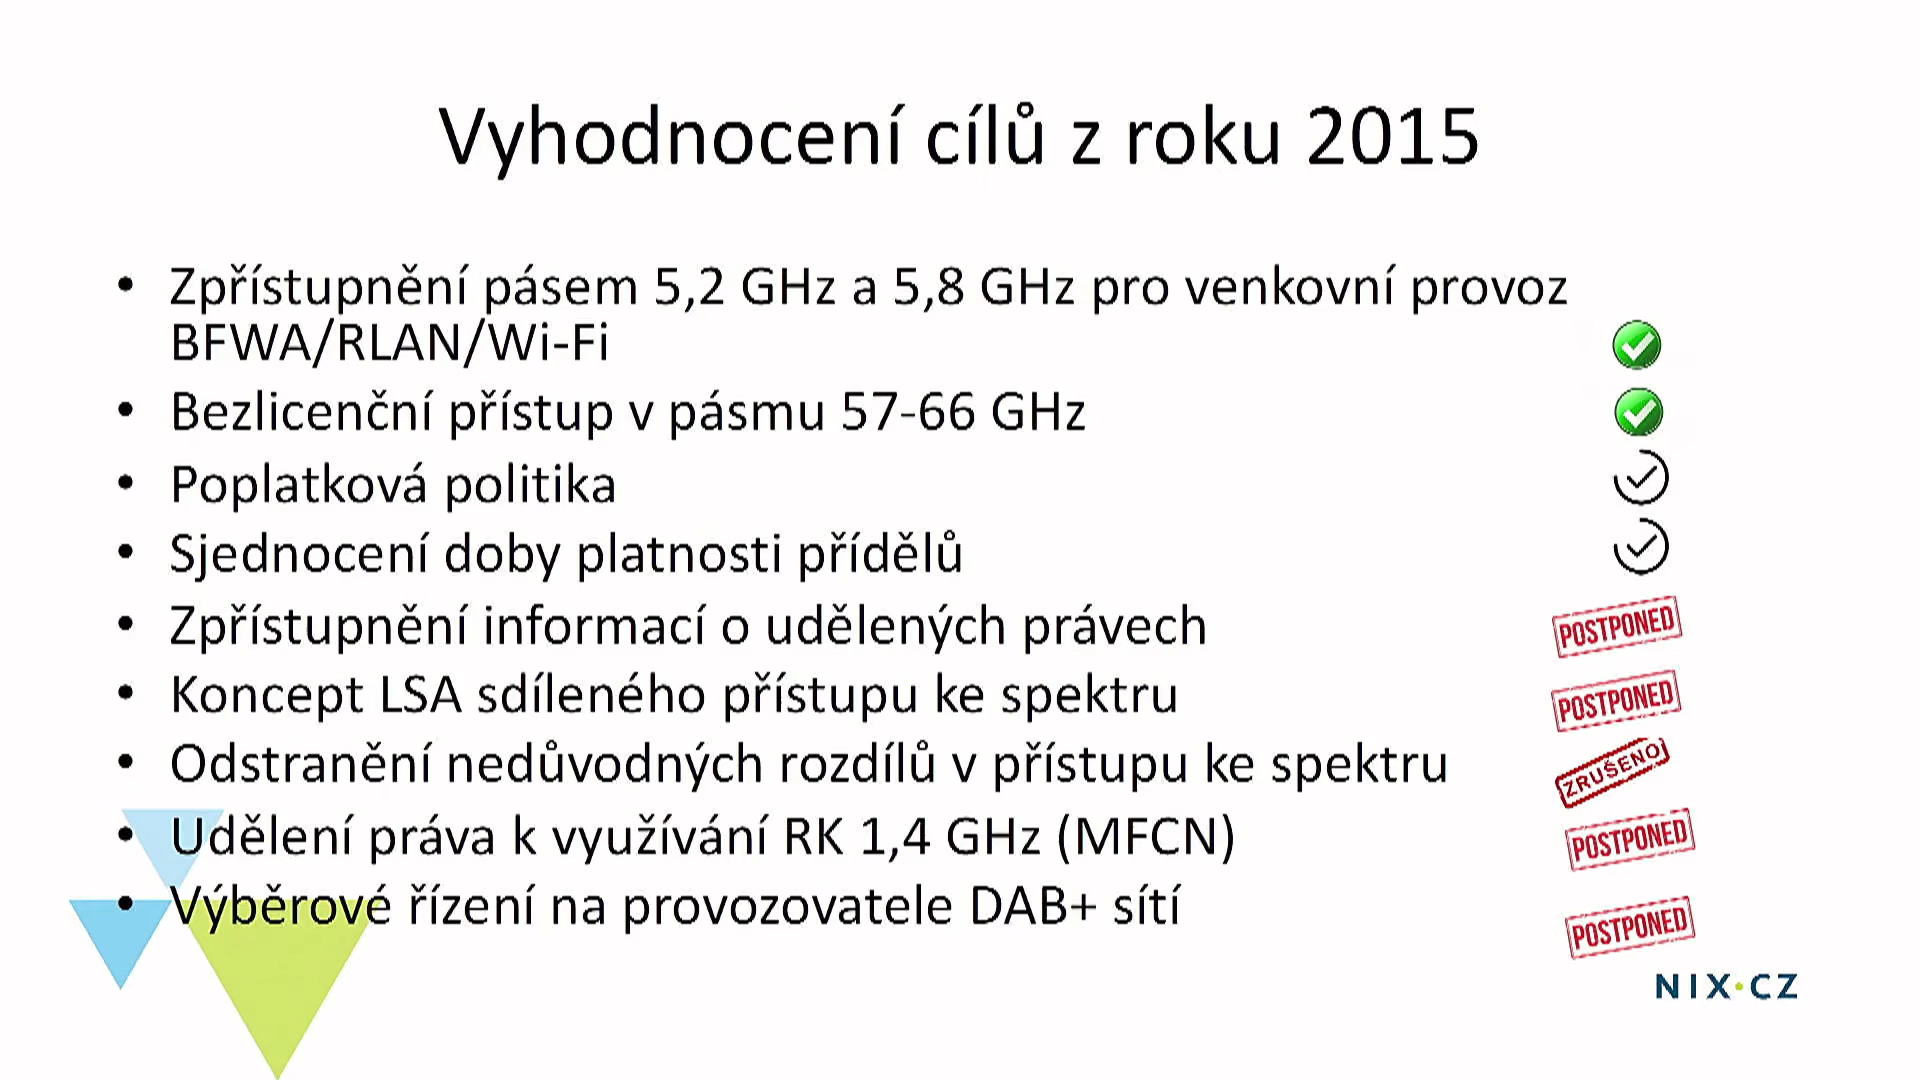 Vyhodnocení cílů z roku 2015
• Zpřístupnění pásem 5,2 GHz a 5,8 GHz pro venkovní provoz
BFWA/RLAN/Wi-Fi
• Bezlicenční přístup v pásmu 57-66 GHz
• Poplatková politika
• Sjednocení doby platnosti přídělů
• Zpřístupnění informací o udělených právech
POSTPONED
• Koncept LSA sdíleného přístupu ke spektru
POSTPONED
• Odstranění nedůvodných rozdílů v přístupu ke spektru
ZRUŠENO
• Udělení práva k využívání RK 1,4 GHz (MFCN)
POSTPONED
• Výběrové řízení na provozovatele DAB+ sítí
POSTPONED
NIX·CZ